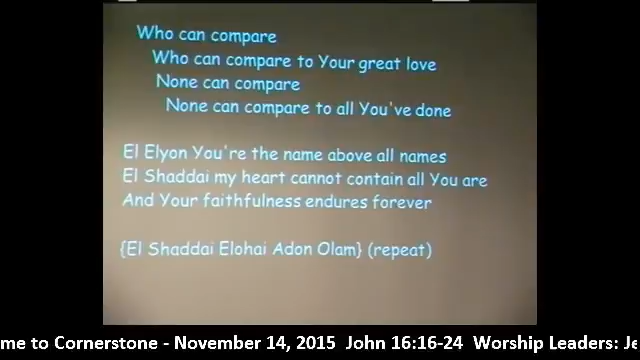 Who can compare
Who can compare to Your great love
None can compare
None can compare to all You've done
El Elyon You're the name above all names
El Shaddai my heart cannot contain all You are
And Your faithfulness endures forever
{El Shaddai Elohai Adon Olam} (repeat)
me to Cornerstone - November 14, 2015 John 16:16-24 Worship Leaders: Je